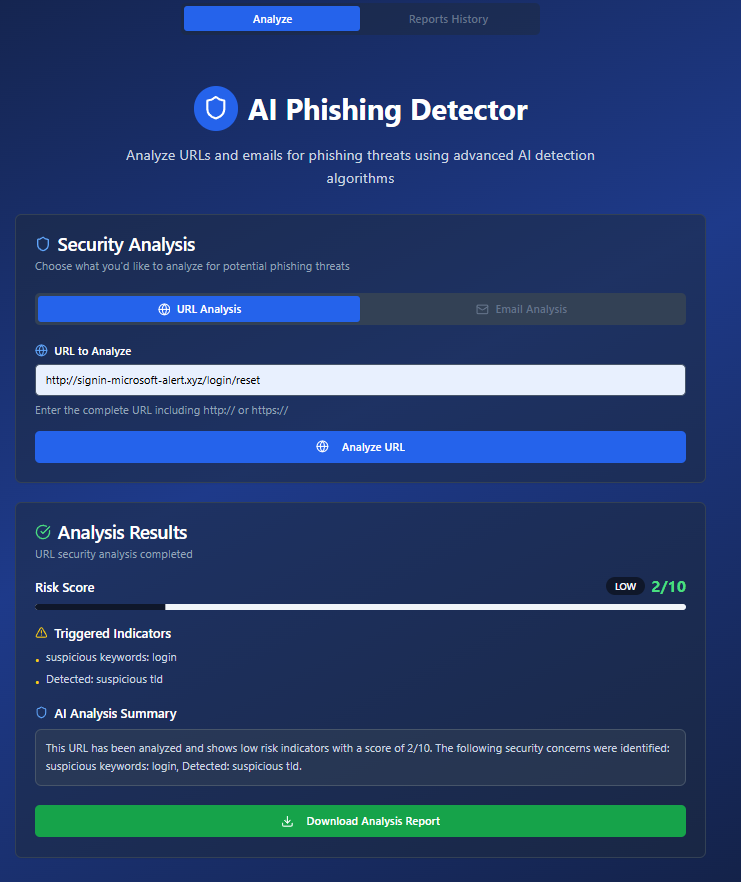 Analyze
Reports History
AI Phishing Detector
Analyze URLs and emails for phishing threats using advanced AI detection
algorithms
Security Analysis
Choose what you'd like to analyze for potential phishing threats
URL Analysis
Email Analysis
URL to Analyze
http://signin-microsoft-alert.xyz/login/reset
Enter the complete URL including http:// or https://
Analyze URL
Analysis Results
URL security analysis completed
Risk Score
LOW 2/10
Triggered Indicators
• suspicious keywords: login
• Detected: suspicious tld
AI Analysis Summary
This URL has been analyzed and shows low risk indicators with a score of 2/10. The following security concerns were identified:
suspicious keywords: login, Detected: suspicious tld.
Download Analysis Report